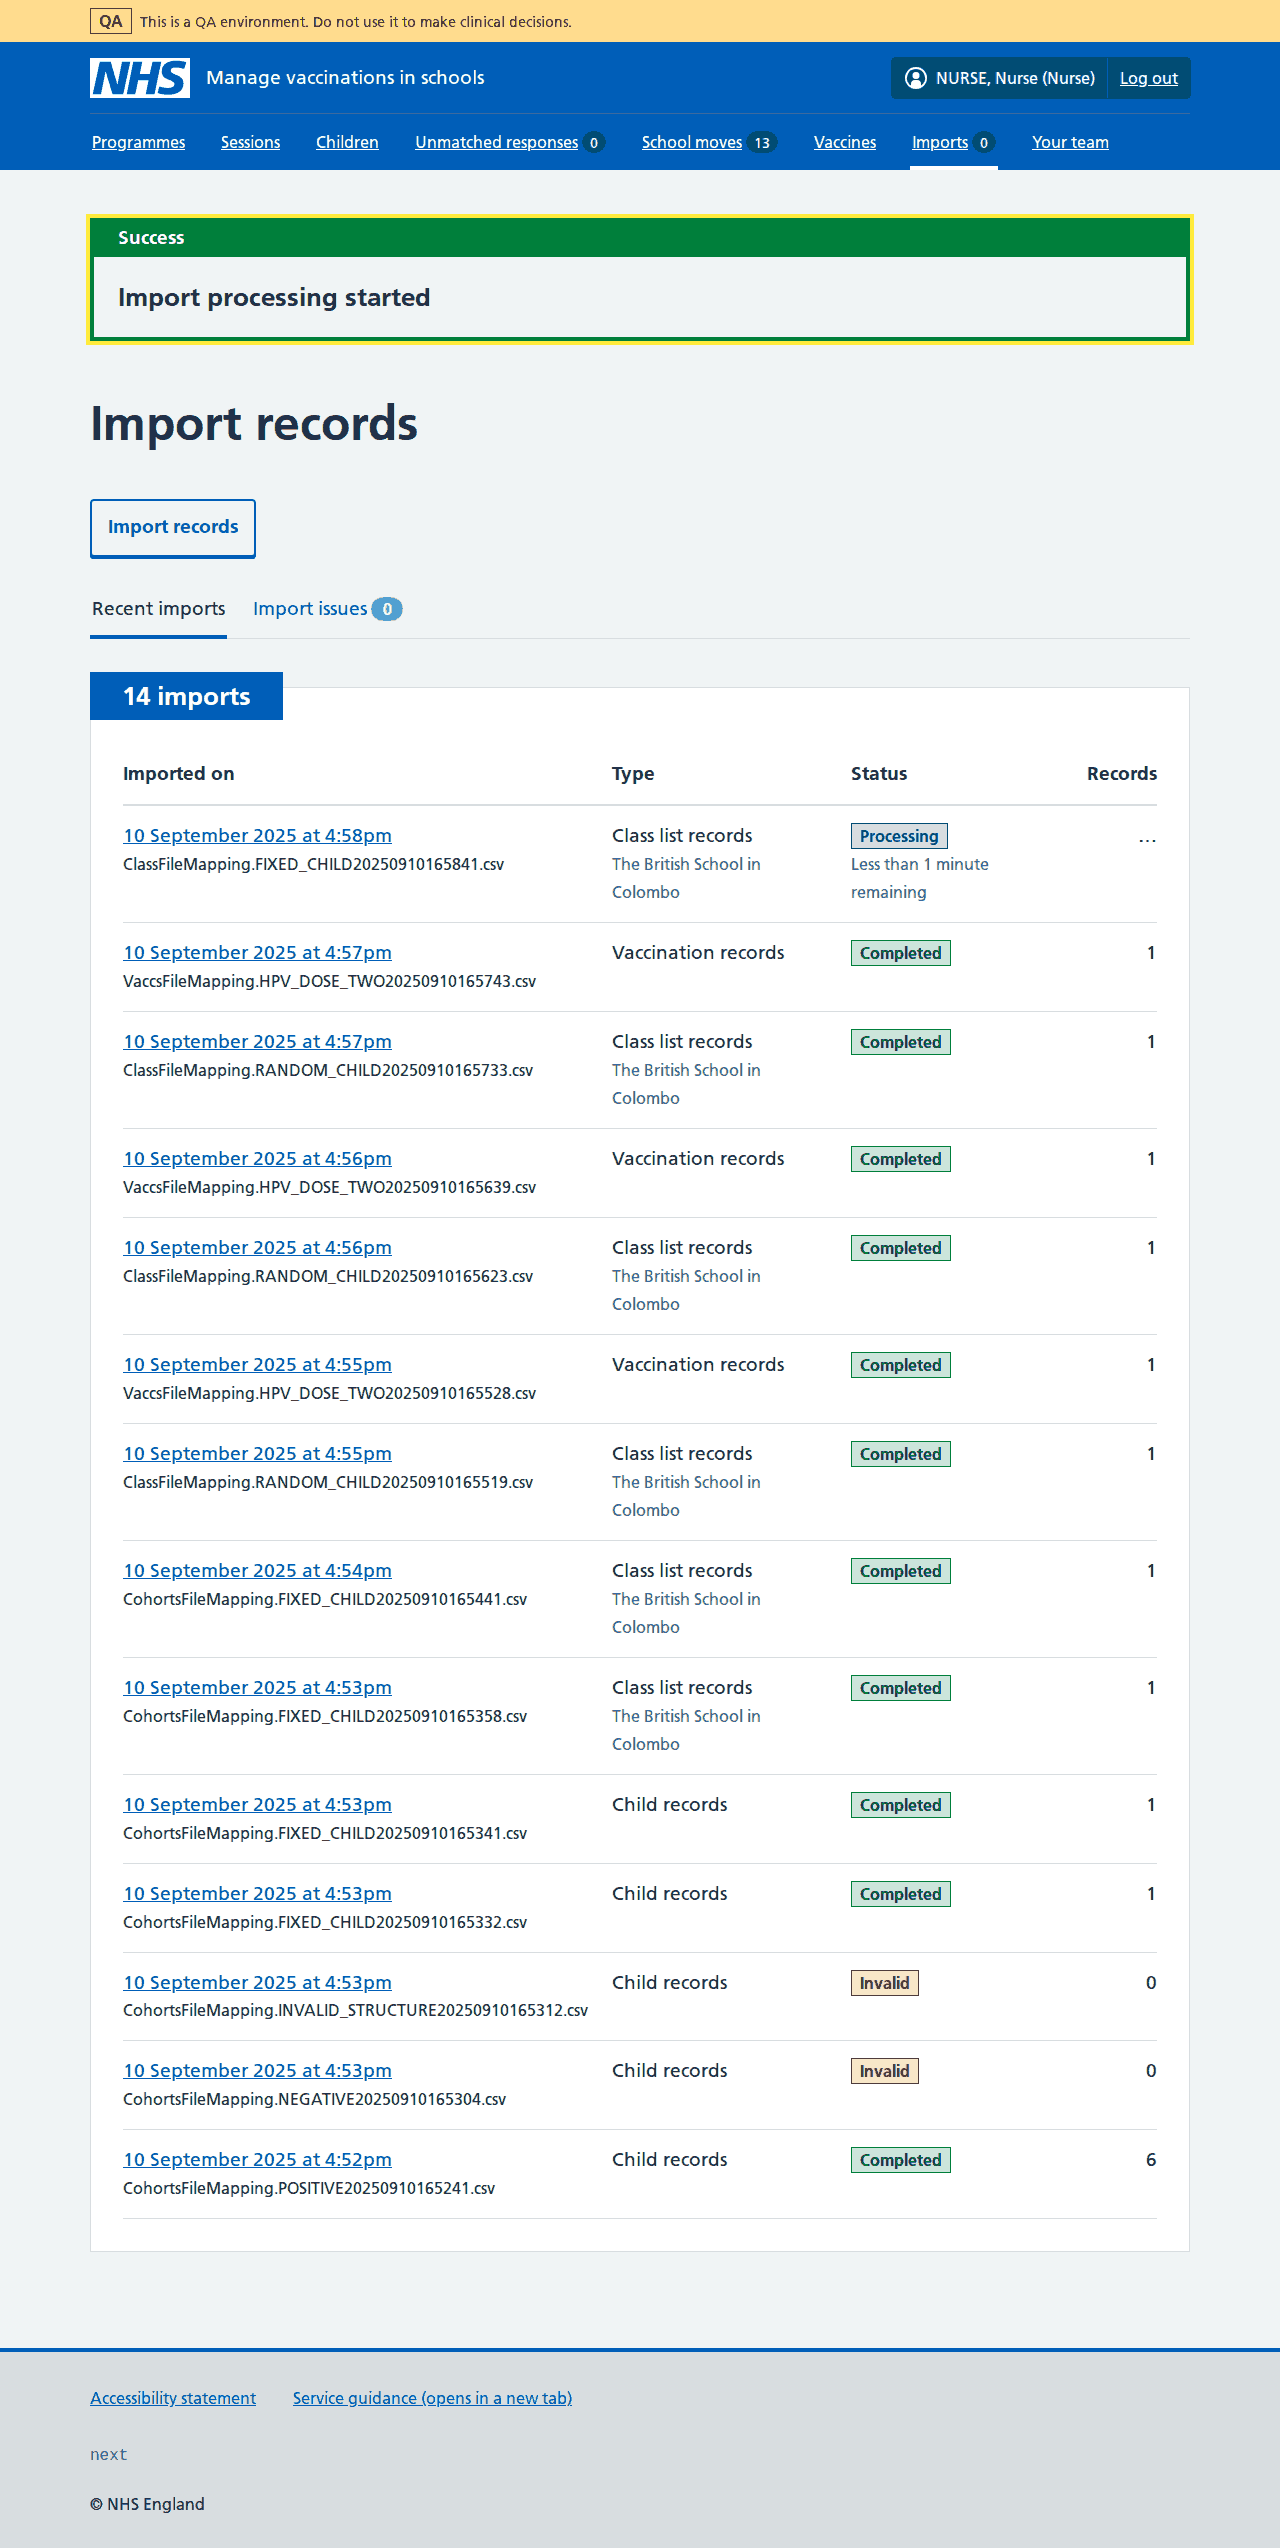 QA This is a QA environment. Do not use it to make clinical decisions.
NHS Manage vaccinations in schools NURSE, Nurse (Nurse) Log out
Programmes Sessions Children Unmatched responses 0 School moves 13 Vaccines Imports 0 Your team
Success
Import processing started
Import records
Import records
Recent imports Import issues 0
14 imports
Imported on Type Status Records
10 September 2025 at 4:58pm Class list records Processing ...
ClassFileMapping.FIXED_CHILD20250910165841.csv The British School in Less than 1 minute
Colombo remaining
10 September 2025 at 4:57pm Vaccination records Completed 1
VaccsFileMapping.HPV_DOSE_TWO20250910165743.csv
10 September 2025 at 4:57pm Class list records Completed 1
ClassFileMapping.RANDOM_CHILD20250910165733.csv The British School in
Colombo
10 September 2025 at 4:56pm Vaccination records Completed 1
VaccsFileMapping.HPV_DOSE_TWO20250910165639.csv
10 September 2025 at 4:56pm Class list records Completed 1
ClassFileMapping.RANDOM_CHILD20250910165623.csv The British School in
Colombo
10 September 2025 at 4:55pm Vaccination records Completed 1
VaccsFileMapping.HPV_DOSE_TWO20250910165528.csv
10 September 2025 at 4:55pm Class list records Completed 1
ClassFileMapping.RANDOM_CHILD20250910165519.csv The British School in
Colombo
10 September 2025 at 4:54pm Class list records Completed 1
CohortsFileMapping.FIXED_CHILD20250910165441.csv The British School in
Colombo
10 September 2025 at 4:53pm Class list records Completed 1
CohortsFileMapping.FIXED_CHILD20250910165358.csv The British School in
Colombo
10 September 2025 at 4:53pm Child records Completed 1
CohortsFileMapping.FIXED_CHILD20250910165341.csv
10 September 2025 at 4:53pm Child records Completed 1
CohortsFileMapping.FIXED_CHILD20250910165332.csv
10 September 2025 at 4:53pm Child records Invalid 0
CohortsFileMapping.INVALID_STRUCTURE20250910165312.csv
10 September 2025 at 4:53pm Child records Invalid 0
CohortsFileMapping.NEGATIVE20250910165304.csv
10 September 2025 at 4:52pm Child records Completed 6
CohortsFileMapping.POSITIVE20250910165241.csv
Accessibility statement Service guidance (opens in a new tab)
next
© NHS England